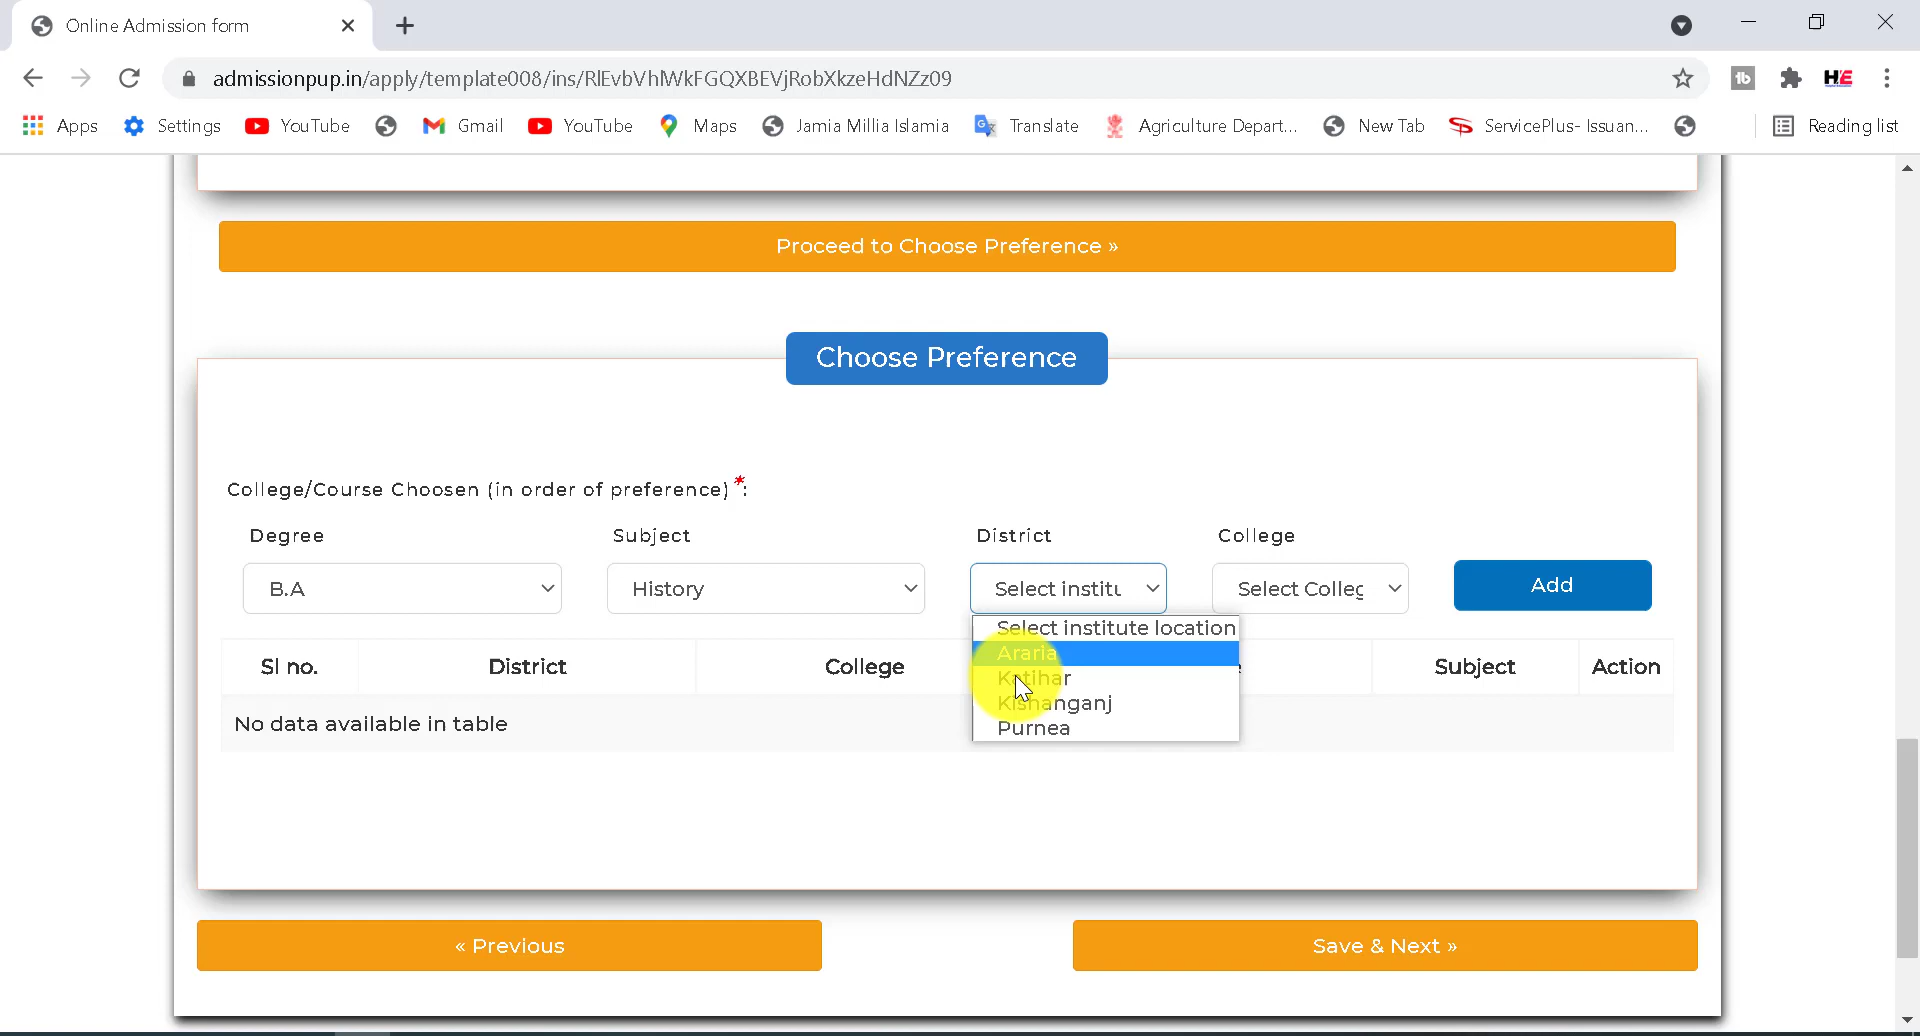 Online Admission form
admissionpup.in/apply/template008/ins/RlEvbVhlWkFGQXBEVjRobXkzeHdNZz09
Apps Settings YouTube Gmail YouTube Maps Jamia Millia Islamia Translate Agriculture Depart... New Tab ServicePlus- Issuan... Reading list
Proceed to Choose Preference »
Choose Preference
College/Course Choosen (in order of preference)*:
Degree Subject District College
B.A History Select institu Select Colleg Add
Select institute location
Araria
Katihar
Kishanganj
Purnea
Sl no. District College Subject Action
No data available in table
« Previous Save & Next »